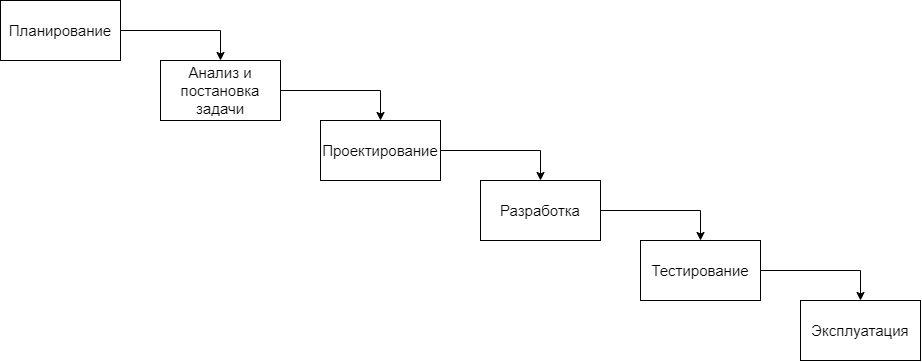 Планирование
Анализ и
постановка
задачи
Проектирование
Разработка
Тестирование
Эксплуатация